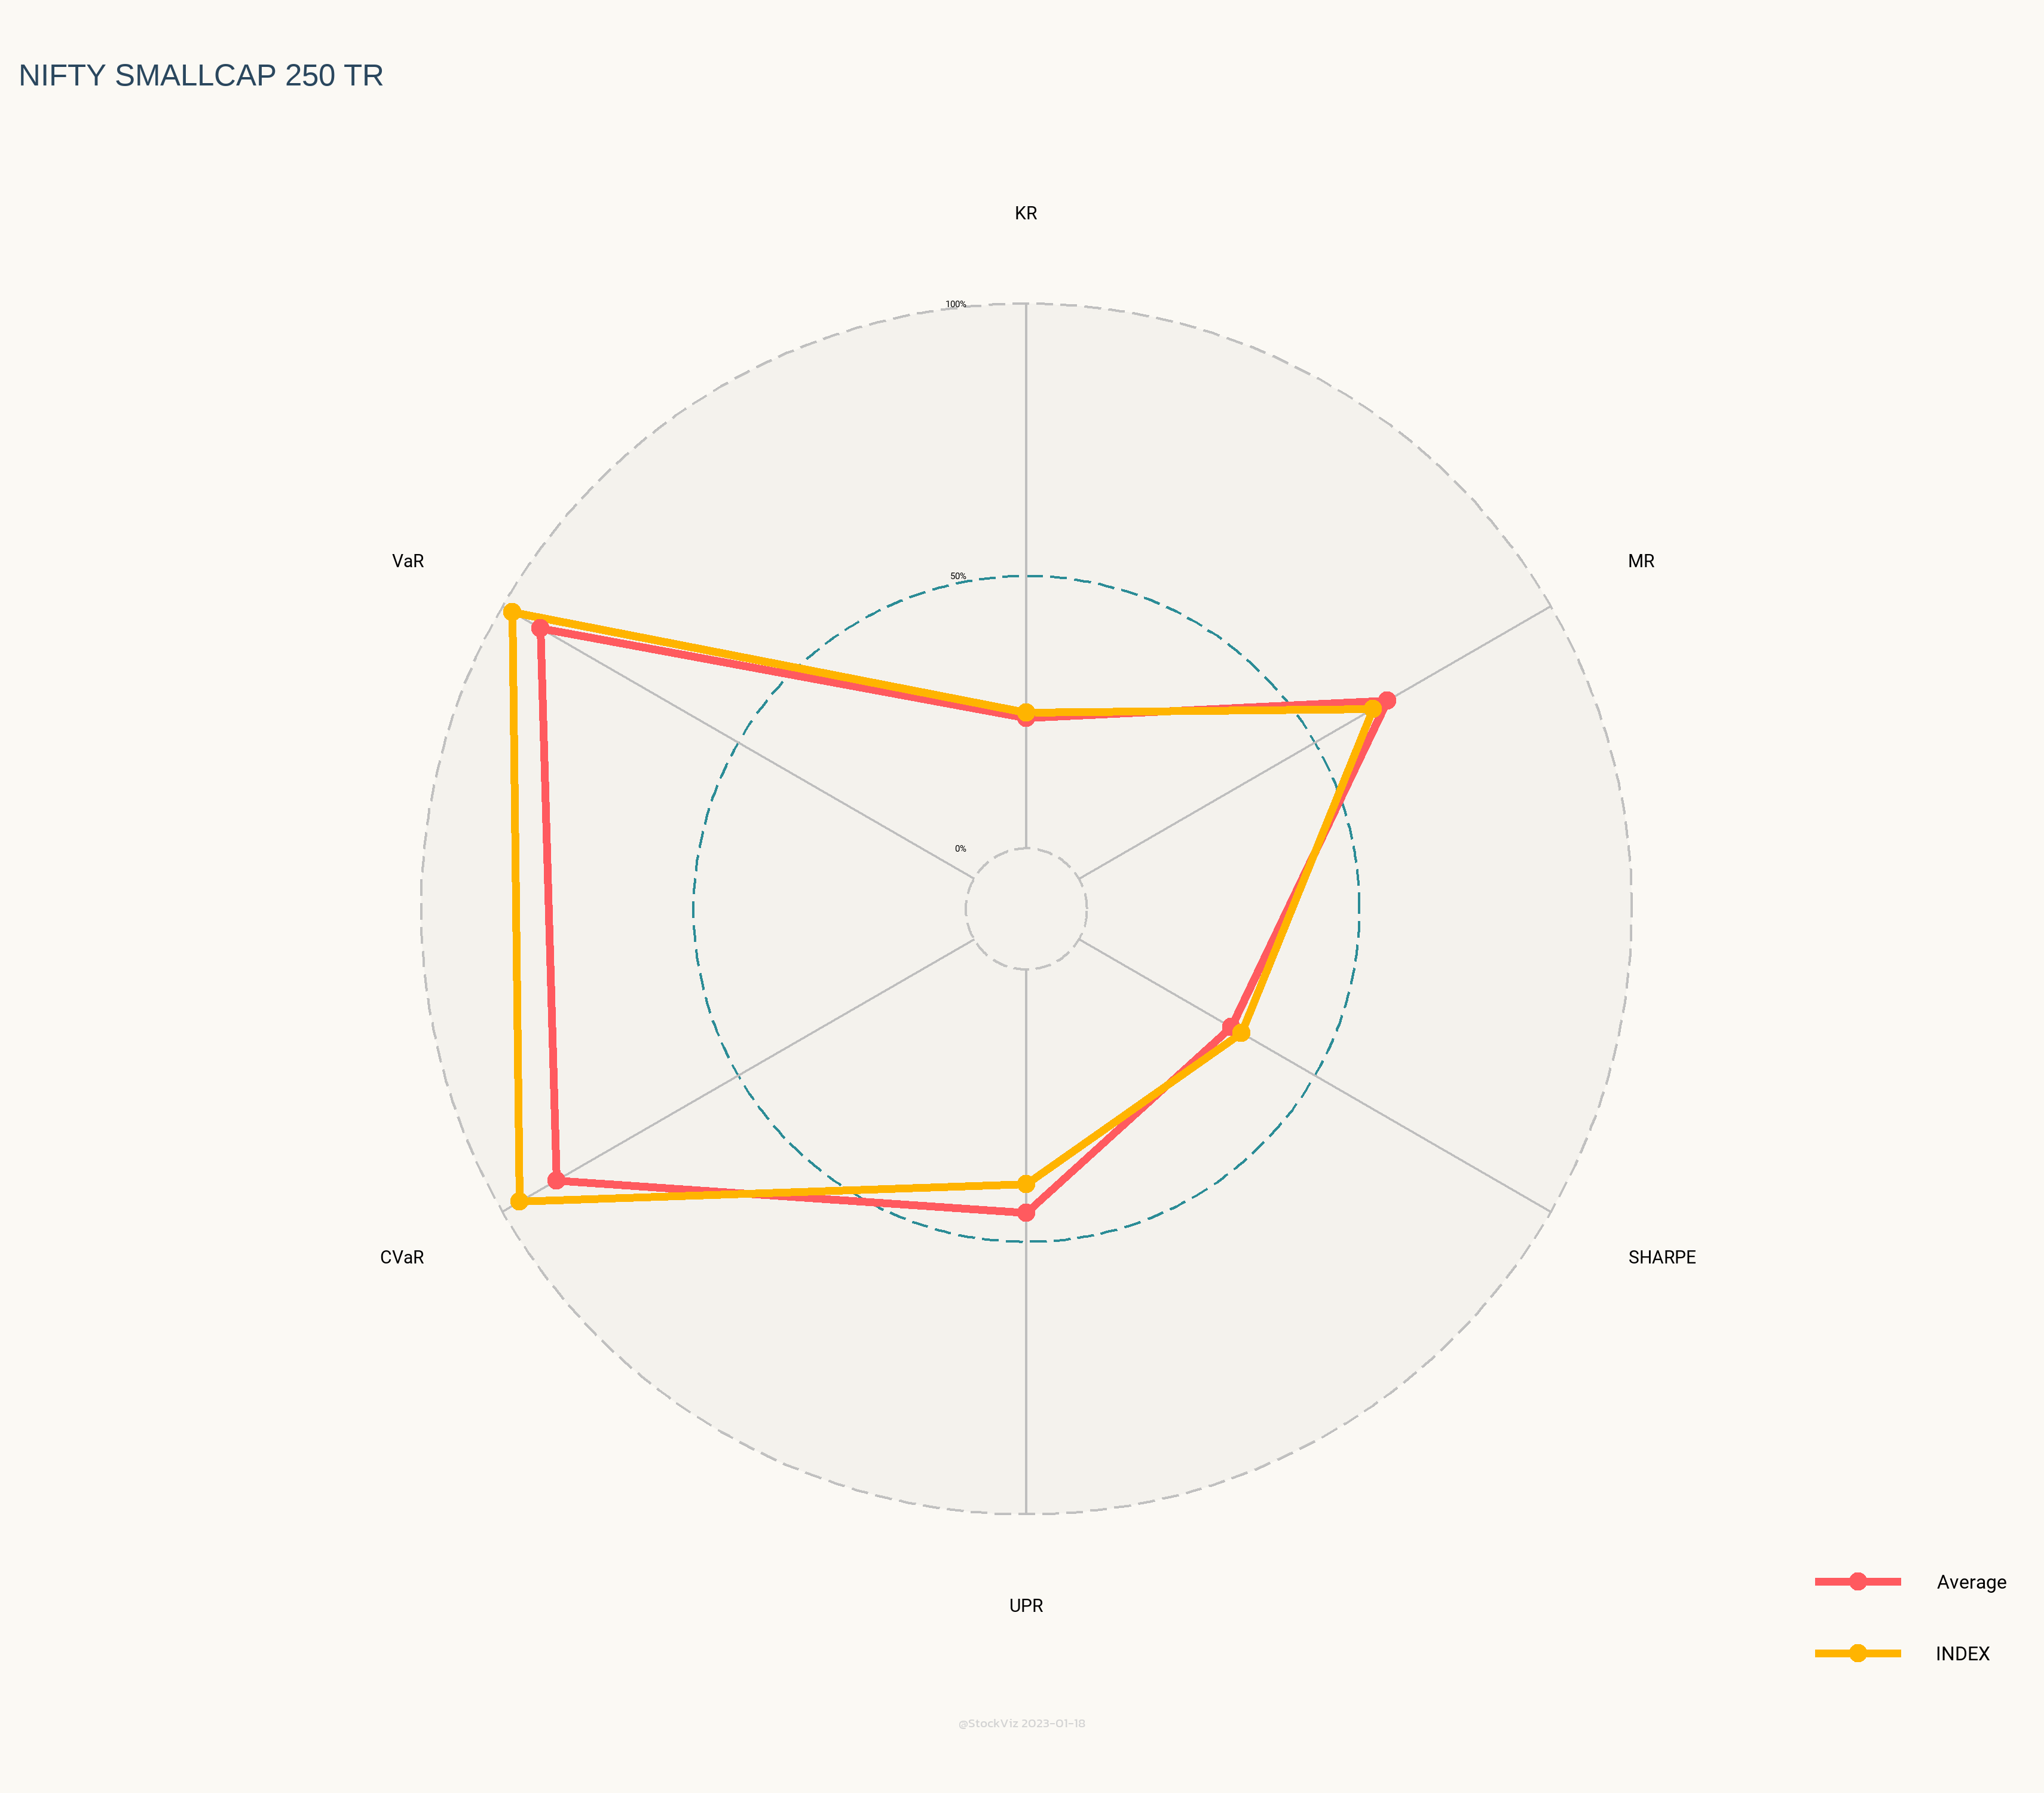 NIFTY SMALLCAP 250 TR
KR
100%
VaR
MR
50%
0%
CVaR
SHARPE
UPR
Average
INDEX
@StockViz 2023-01-18